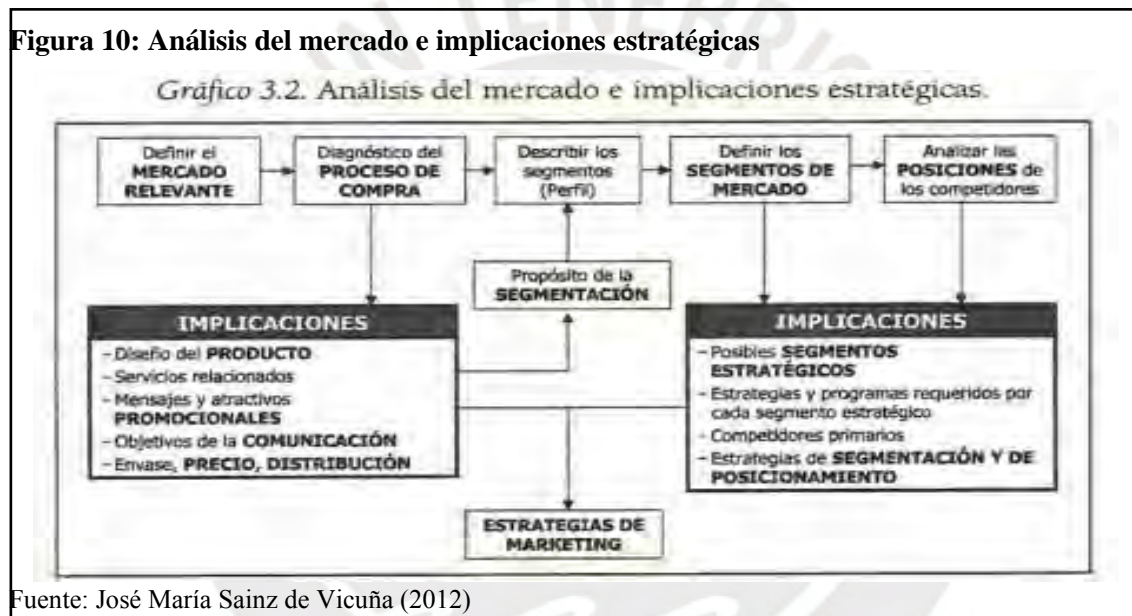 IN TENEBRIS
Figura 10: Análisis del mercado e implicaciones estratégicas
Gráfico 3.2. Análisis del mercado e implicaciones estratégicas.
Definir el
MERCADO
RELEVANTE
Diagnóstico del
PROCESO DE
COMPRA
Describir los
segmentos
(Perfil)
Definir los
SEGMENTOS DE
MERCADO
Analizar las
POSICIONES de
los competidores
Propósito de la
SEGMENTACIÓN
IMPLICACIONES
- Diseño del PRODUCTO
- Servicios relacionados
- Mensajes y atractivos
PROMOCIONALES
- Objetivos de la COMUNICACIÓN
- Envase, PRECIO, DISTRIBUCIÓN
IMPLICACIONES
- Posibles SEGMENTOS
ESTRATÉGICOS
- Estrategias y programas requeridos por
cada segmento estratégico
- Competidores primarios
- Estrategias de SEGMENTACIÓN Y DE
POSICIONAMIENTO
ESTRATEGIAS DE
MARKETING
Fuente: José María Sainz de Vicuña (2012)